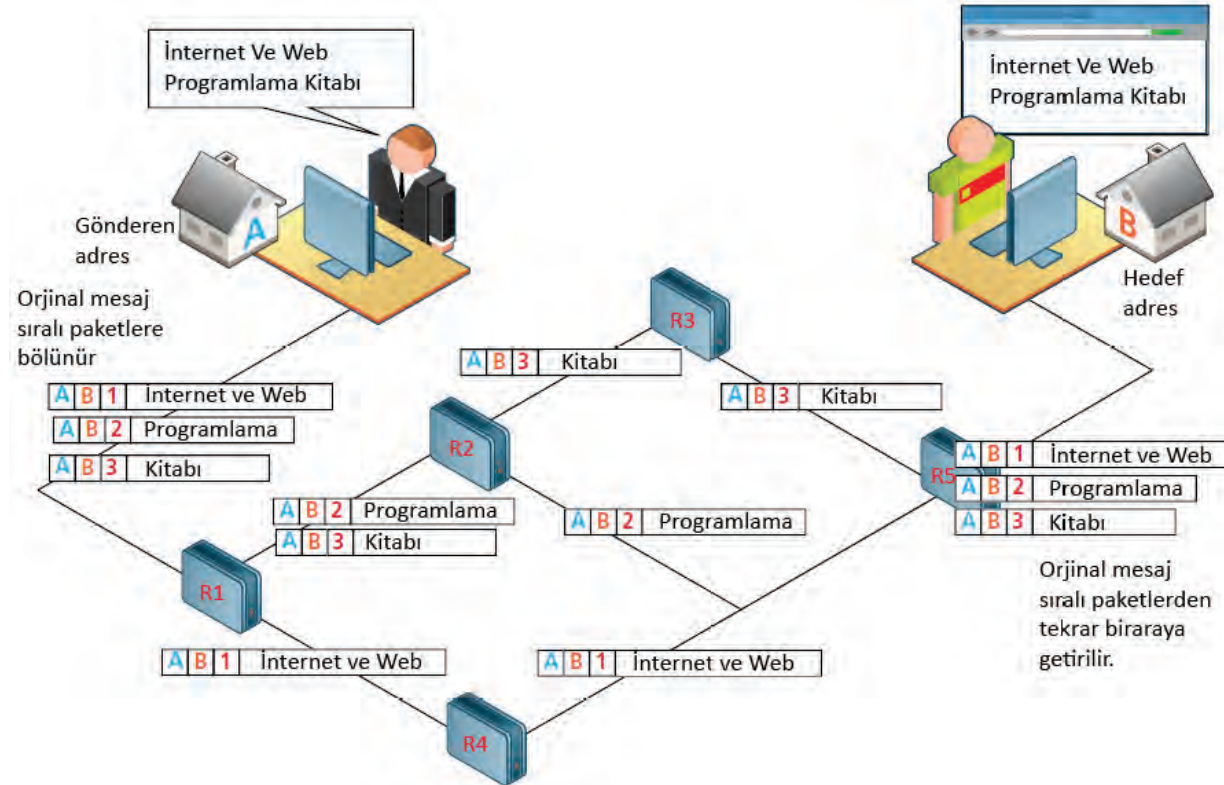 İnternet Ve Web
Programlama Kitabı
İnternet Ve Web
Programlama Kitabı
A
Gönderen
adres
B
Hedef
adres
Orjinal mesaj
sıralı paketlere
bölünür
A B 1 İnternet ve Web
A B 2 Programlama
A B 3 Kitabı
R3
A B 3 Kitabı
A B 3 Kitabı
R2
A B 2 Programlama
A B 3 Kitabı
A B 2 Programlama
R5
A B 1 İnternet ve Web
A B 2 Programlama
A B 3 Kitabı
Orjinal mesaj
sıralı paketlerden
tekrar biraraya
getirilir.
R1
A B 1 İnternet ve Web
A B 1 İnternet ve Web
R4